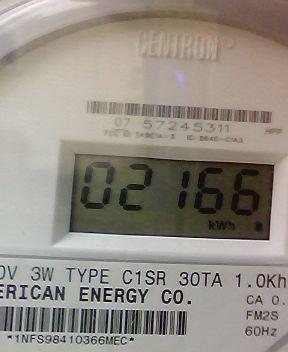 CENTRON®
07 57245311
HPP
02166
kWh
0V 3W TYPE C1SR 30TA 1.0Kh
ERICAN ENERGY CO.
CA 0.
FM2S
60Hz
*1NFS98410366MEC*